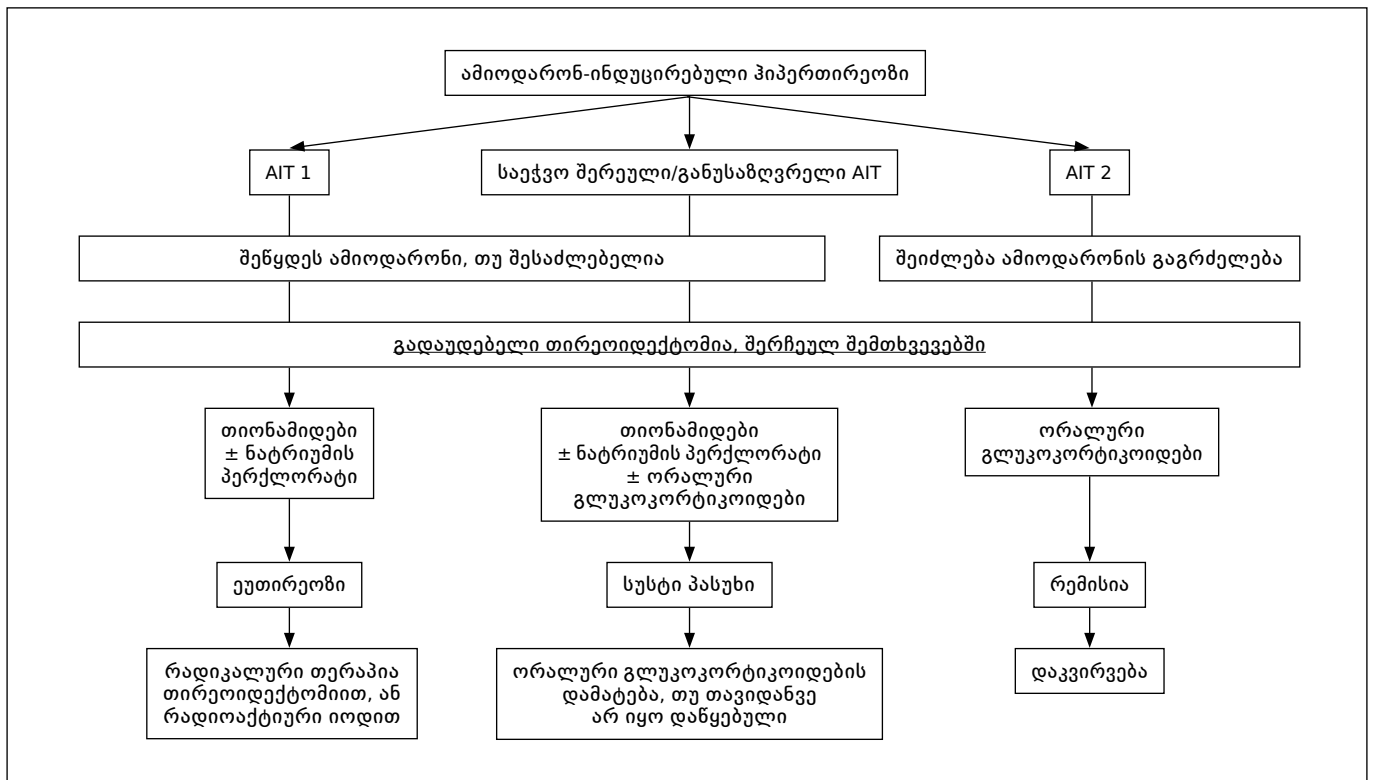 ამიოდარონ-ინდუცირებული ჰიპერთირეოზი
AIT 1
საეჭვო შერეული/განუსაზღვრელი AIT
AIT 2
შეწყდეს ამიოდარონი, თუ შესაძლებელია
შეიძლება ამიოდარონის გაგრძელება
გადაუდებელი თირეოიდექტომია, შერჩეულ შემთხვევებში
თიონამიდები
± ნატრიუმის
პერქლორატი
თიონამიდები
± ნატრიუმის პერქლორატი
± ორალური
გლუკოკორტიკოიდები
ორალური
გლუკოკორტიკოიდები
ეუთირეოზი
სუსტი პასუხი
რემისია
რადიკალური თერაპია
თირეოიდექტომიით, ან
რადიოაქტიური იოდით
ორალური გლუკოკორტიკოიდების
დამატება, თუ თავიდანვე
არ იყო დაწყებული
დაკვირვება